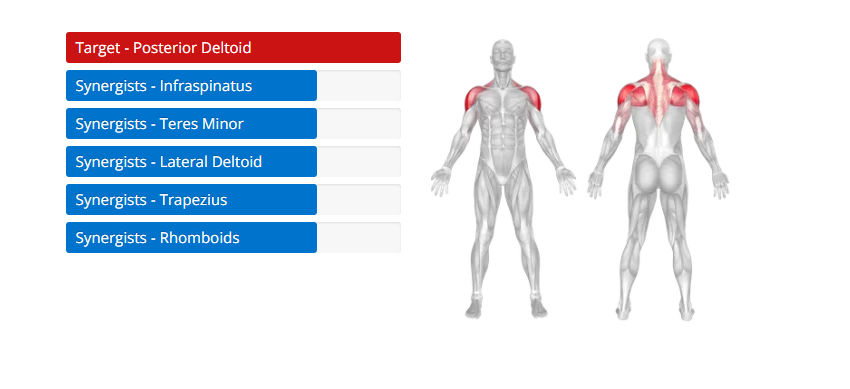 Target - Posterior Deltoid
Synergists - Infraspinatus
Synergists - Teres Minor
Synergists - Lateral Deltoid
Synergists - Trapezius
Synergists - Rhomboids